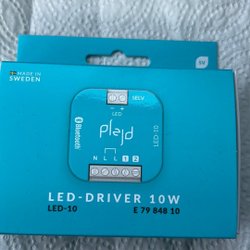 MADE IN
SWEDEN
SV
SELV
- +
LED
Bluetooth
plejd
LED-10
N L L 1 2
LED-DRIVER 10W
LED-10
E 79 848 10